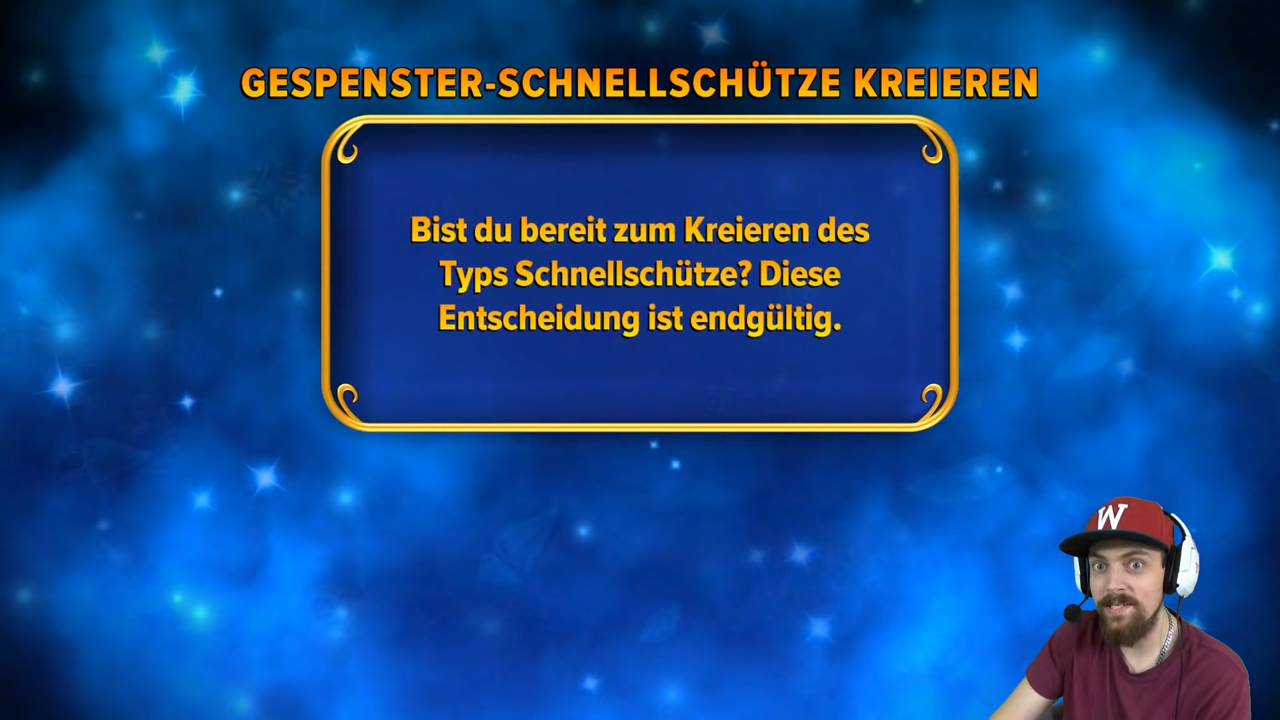 GESPENSTER-SCHNELLSCHÜTZE KREIEREN
Bist du bereit zum Kreieren des
Typs Schnellschütze? Diese
Entscheidung ist endgültig.
W